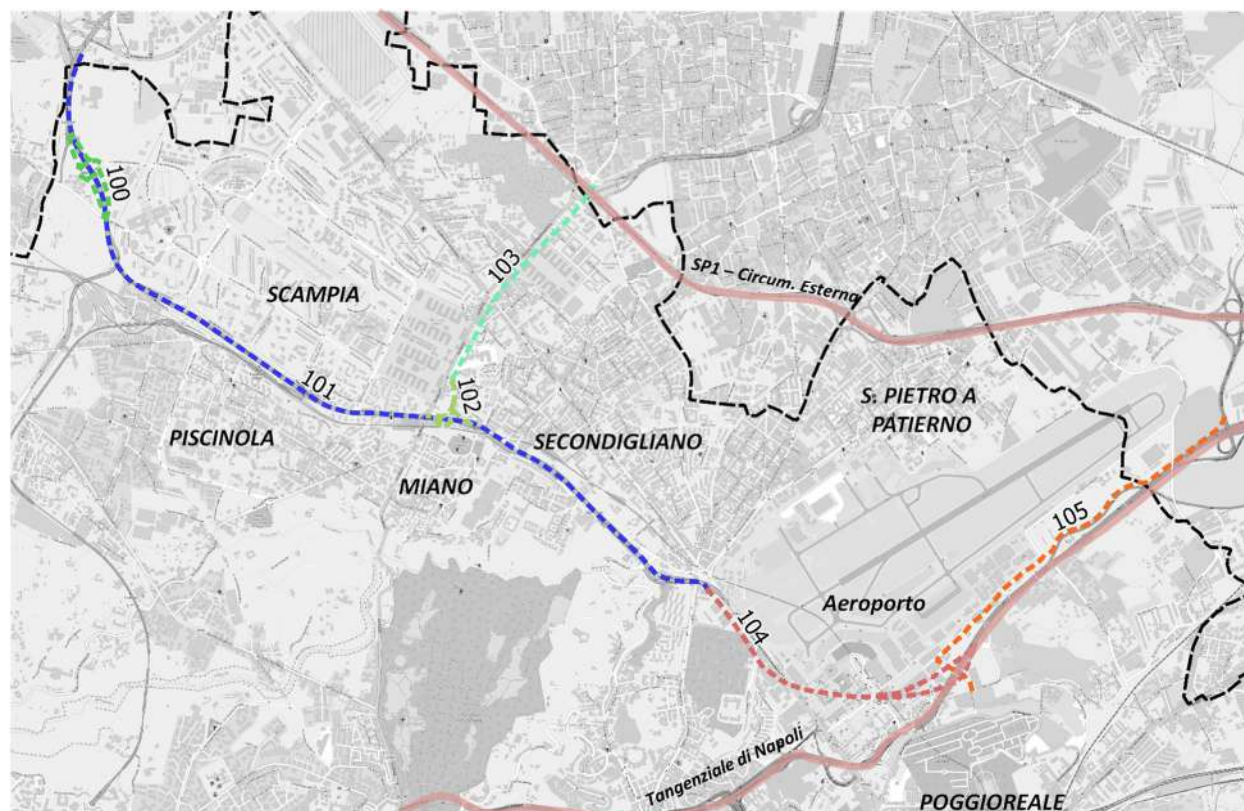 100
103
SP1 – Circum. Esterna
SCAMPIA
101
102
S. PIETRO A
PATIERNO
PISCINOLA
SECONDIGLIANO
MIANO
105
Aeroporto
104
Tangenziale di Napoli
POGGIOREALE